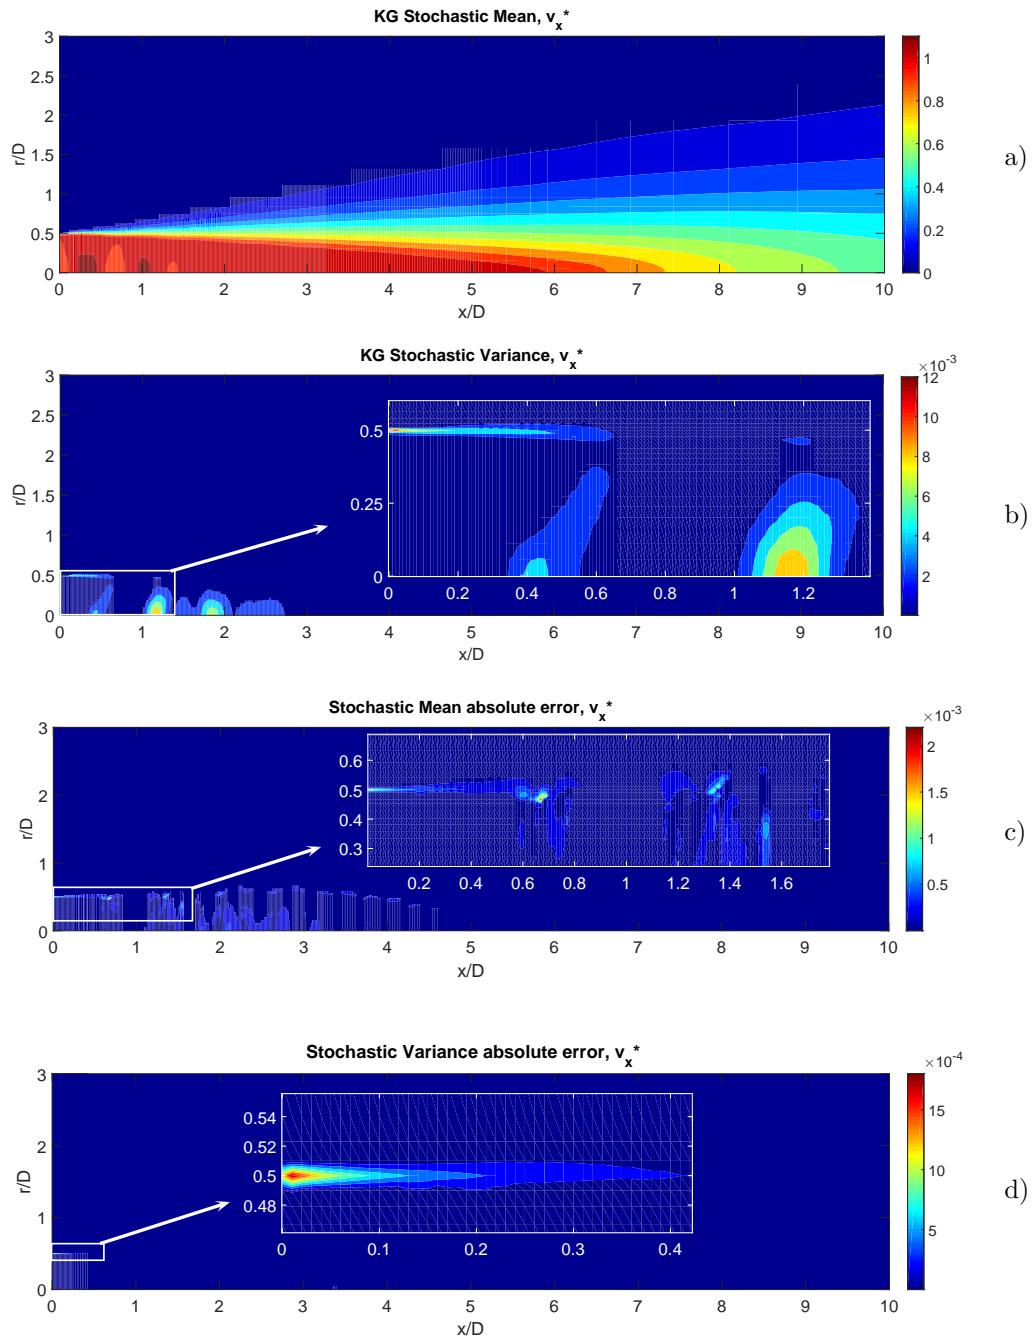 KG Stochastic Mean, v_x*
3
2.5
2
1.5
1
0.5
0
r/D
0 1 2 3 4 5 6 7 8 9 10
x/D
1
0.8
0.6
0.4
0.2
0
a)
KG Stochastic Variance, v_x*
3
2.5
2
1.5
1
0.5
0
r/D
0.5
0.25
0
0 0.2 0.4 0.6 0.8 1 1.2
0 1 2 3 4 5 6 7 8 9 10
x/D
×10⁻³
12
10
8
6
4
2
b)
Stochastic Mean absolute error, v_x*
3
2
1
0
r/D
0.6
0.5
0.4
0.3
0.2 0.4 0.6 0.8 1 1.2 1.4 1.6
0 1 2 3 4 5 6 7 8 9 10
x/D
×10⁻³
2
1.5
1
0.5
c)
Stochastic Variance absolute error, v_x*
3
2
1
0
r/D
0.54
0.52
0.5
0.48
0 0.1 0.2 0.3 0.4
0 1 2 3 4 5 6 7 8 9 10
x/D
×10⁻⁴
15
10
5
d)